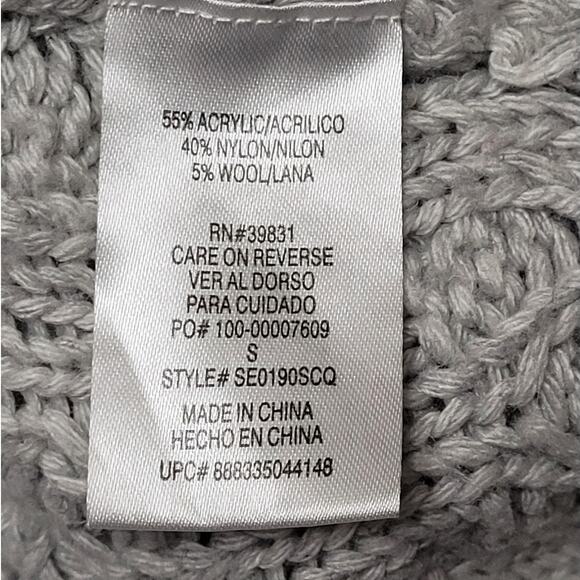 55% ACRYLIC/ACRILICO
40% NYLON/NILON
5% WOOL/LANA
RN#39831
CARE ON REVERSE
VER AL DORSO
PARA CUIDADO
PO# 100-00007609
S
STYLE# SE0190SCQ
MADE IN CHINA
HECHO EN CHINA
UPC# 888335044148